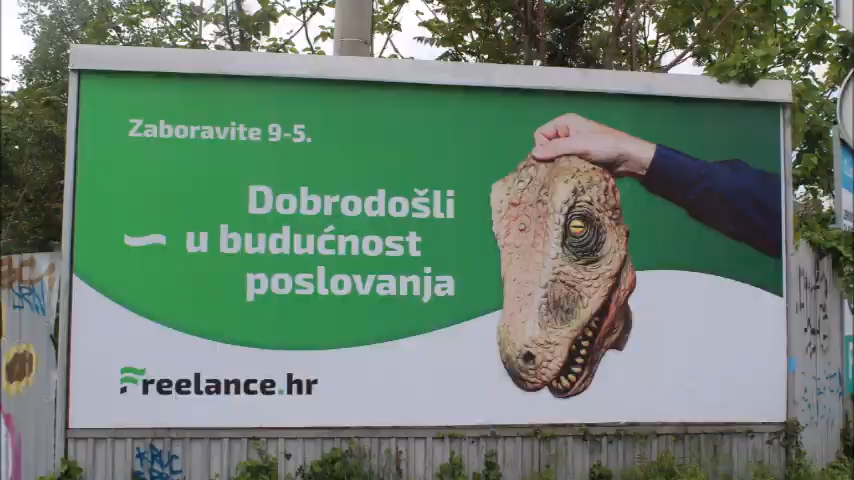 Zaboravite 9-5.
Dobrodošli
u budućnost
poslovanja
Freelance.hr